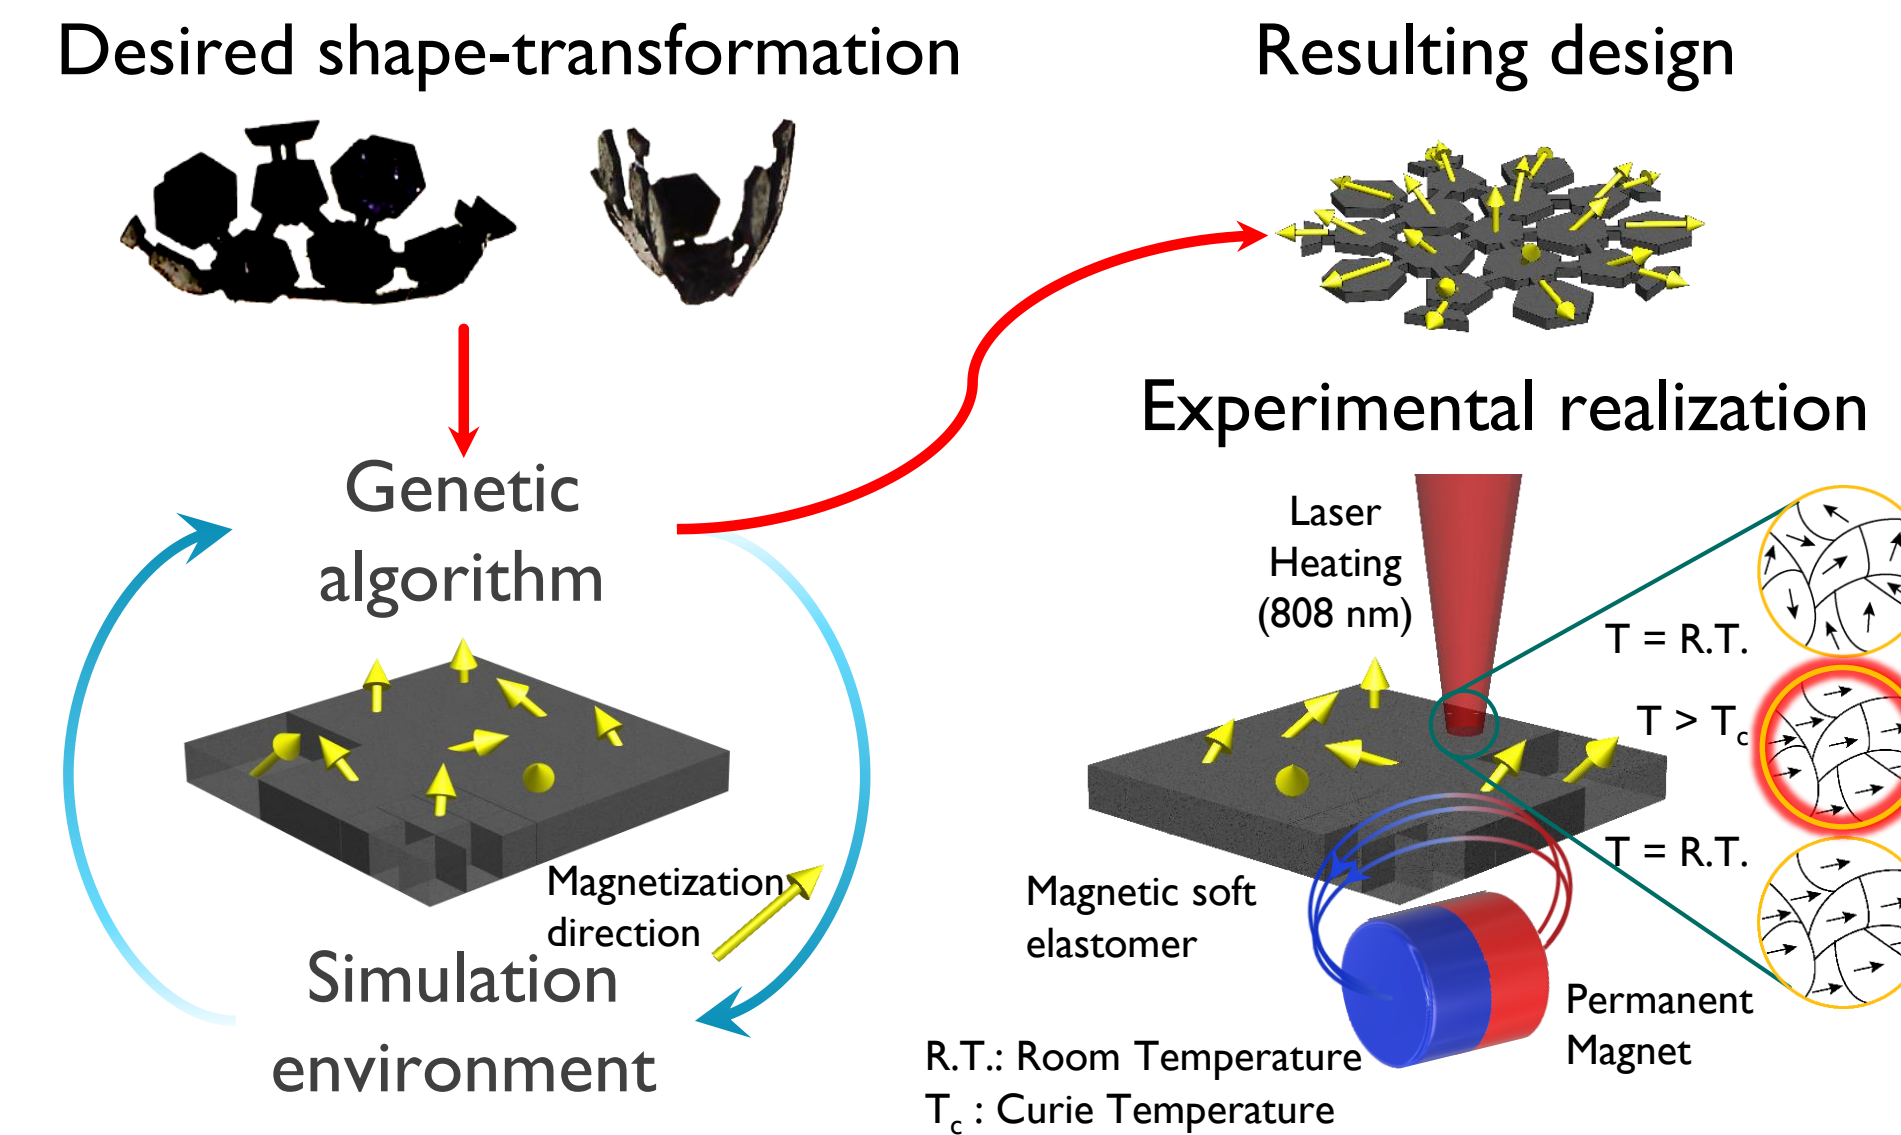 Desired shape-transformation
Resulting design
Genetic
algorithm
Magnetization
direction
Simulation
environment
Experimental realization
Laser
Heating
(808 nm)
T = R.T.
T > Tc
T = R.T.
Magnetic soft
elastomer
Permanent
Magnet
R.T.: Room Temperature
Tc : Curie Temperature